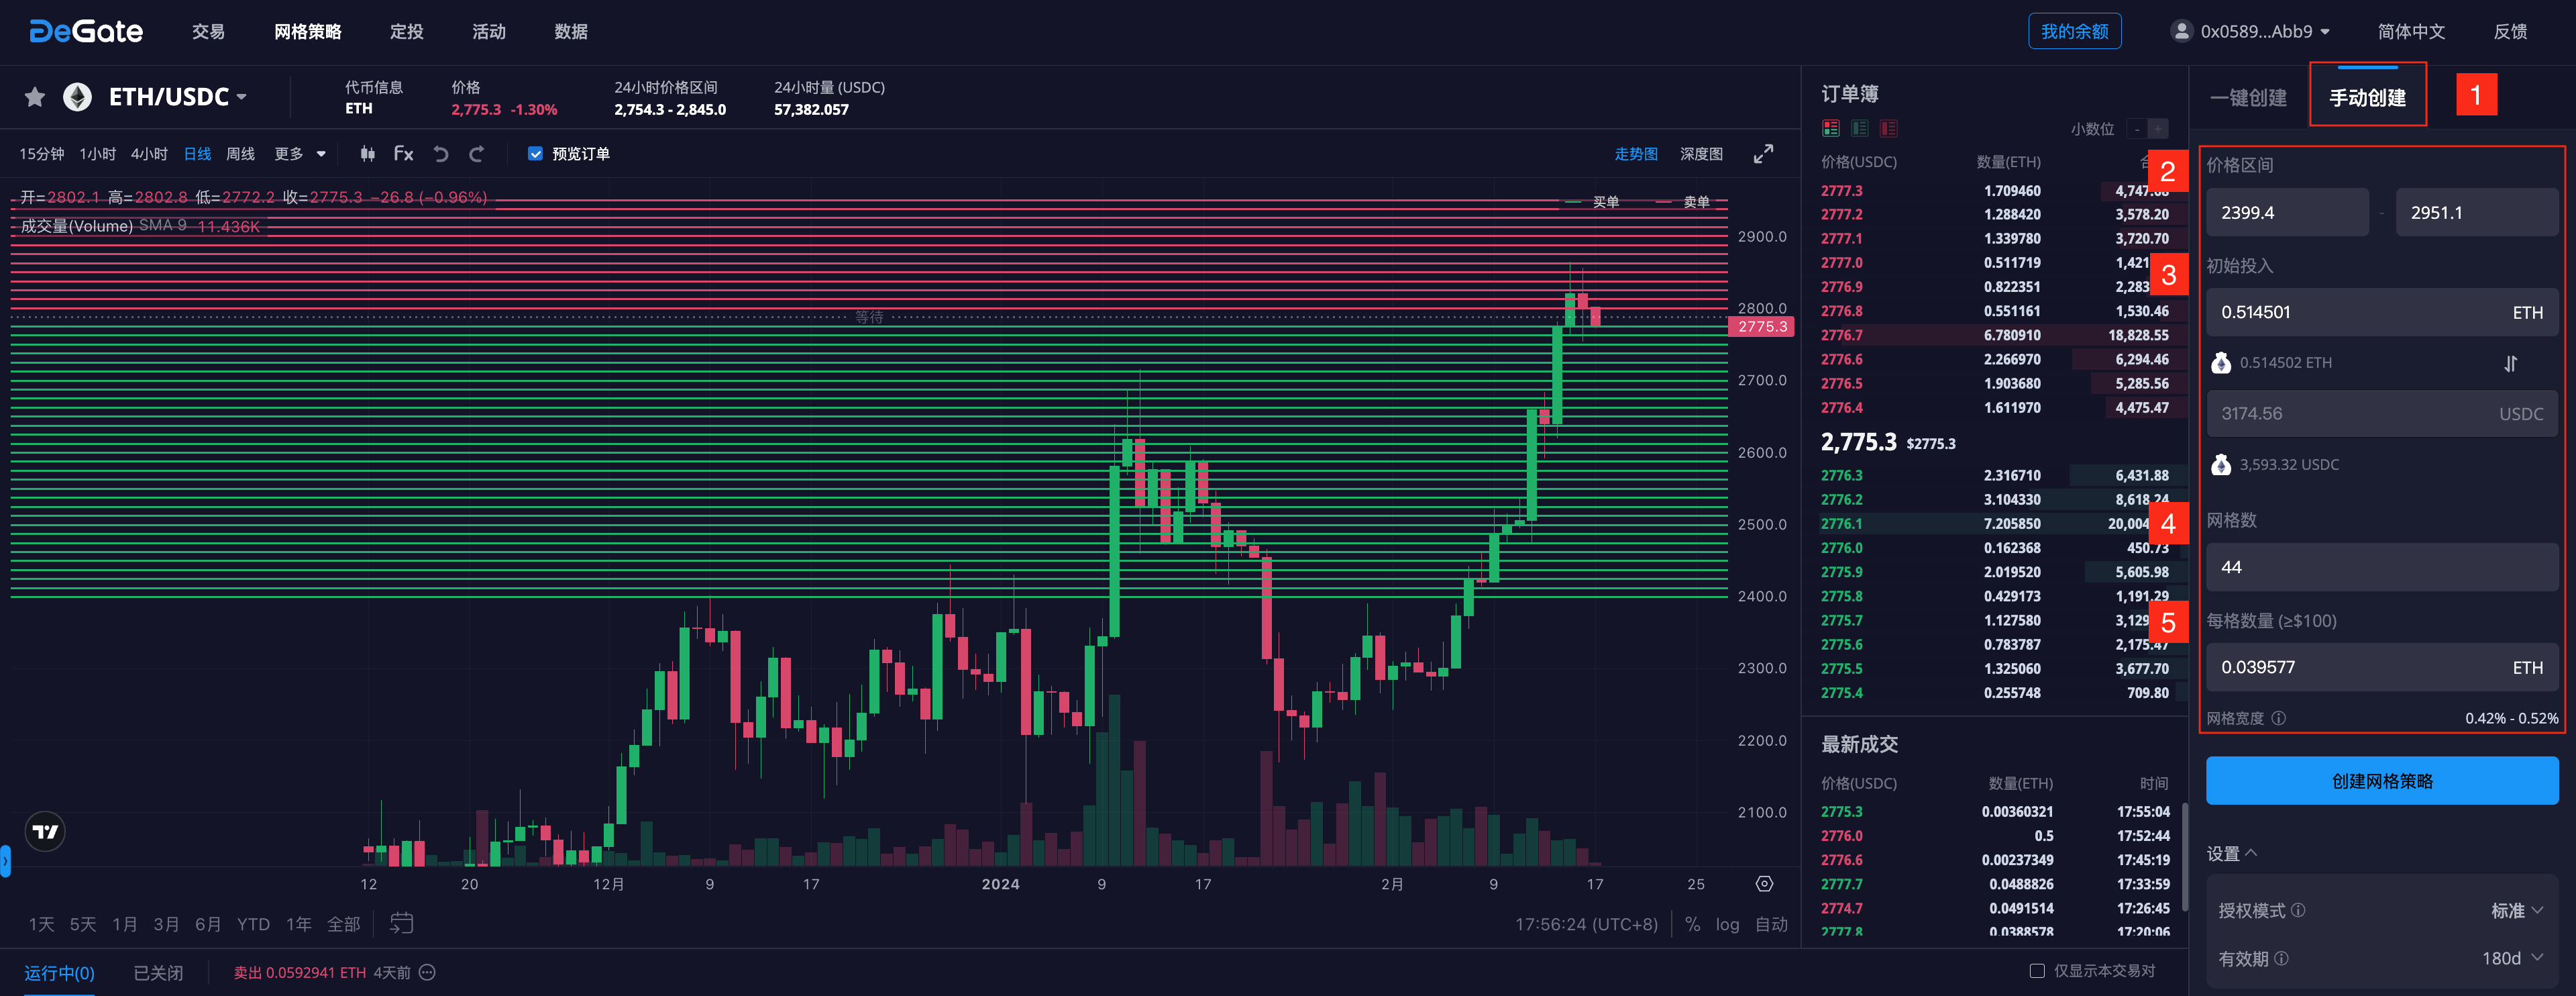 DeGate 交易 网格策略 定投 活动 数据 我的余额 0x0589...Abb9 简体中文 反馈
ETH/USDC
代币信息 价格 24小时价格区间 24小时量 (USDC)
ETH 2,775.3 -1.30% 2,754.3 - 2,845.0 57,382.057
15分钟 1小时 4小时 日线 周线 更多 Fx 预览订单 走势图 深度图
开=2802.1 高=2802.8 低=2772.2 收=2775.3 −26.8 (−0.96%)
成交量(Volume) SMA 9 11.436K
买单 卖单
等待
2900.0
2800.0
2775.3
2700.0
2600.0
2500.0
2400.0
2300.0
2200.0
2100.0
12 20 12月 9 17 2024 9 17 2月 9 17 25
1天 5天 1月 3月 6月 YTD 1年 全部 17:56:24 (UTC+8) % log 自动
订单簿
小数位 - +
价格(USDC) 数量(ETH)
2777.3 1.709460 4,747.68
2777.2 1.288420 3,578.20
2777.1 1.339780 3,720.70
2777.0 0.511719 1,421
2776.9 0.822351 2,283
2776.8 0.551161 1,530.46
2776.7 6.780910 18,828.55
2776.6 2.266970 6,294.46
2776.5 1.903680 5,285.56
2776.4 1.611970 4,475.47
2,775.3 $2775.3
2776.3 2.316710 6,431.88
2776.2 3.104330 8,618.24
2776.1 7.205850 20,004
2776.0 0.162368 450.73
2775.9 2.019520 5,605.98
2775.8 0.429173 1,191.29
2775.7 1.127580 3,129
2775.6 0.783787 2,175.47
2775.5 1.325060 3,677.70
2775.4 0.255748 709.80
最新成交
价格(USDC) 数量(ETH) 时间
2775.3 0.00360321 17:55:04
2776.0 0.5 17:52:44
2776.6 0.00237349 17:45:19
2777.7 0.0488826 17:33:59
2774.7 0.0491514 17:26:45
2777.8 0.0388578 17:20:06
一键创建 手动创建 1
2 价格区间
2399.4 - 2951.1
3 初始投入
0.514501 ETH
0.514502 ETH
3174.56 USDC
3,593.32 USDC
4 网格数
44
5 每格数量 (≥$100)
0.039577 ETH
网格宽度 0.42% - 0.52%
创建网格策略
设置
授权模式 标准
有效期 180d
运行中(0) 已关闭 卖出 0.0592941 ETH 4天前 仅显示本交易对